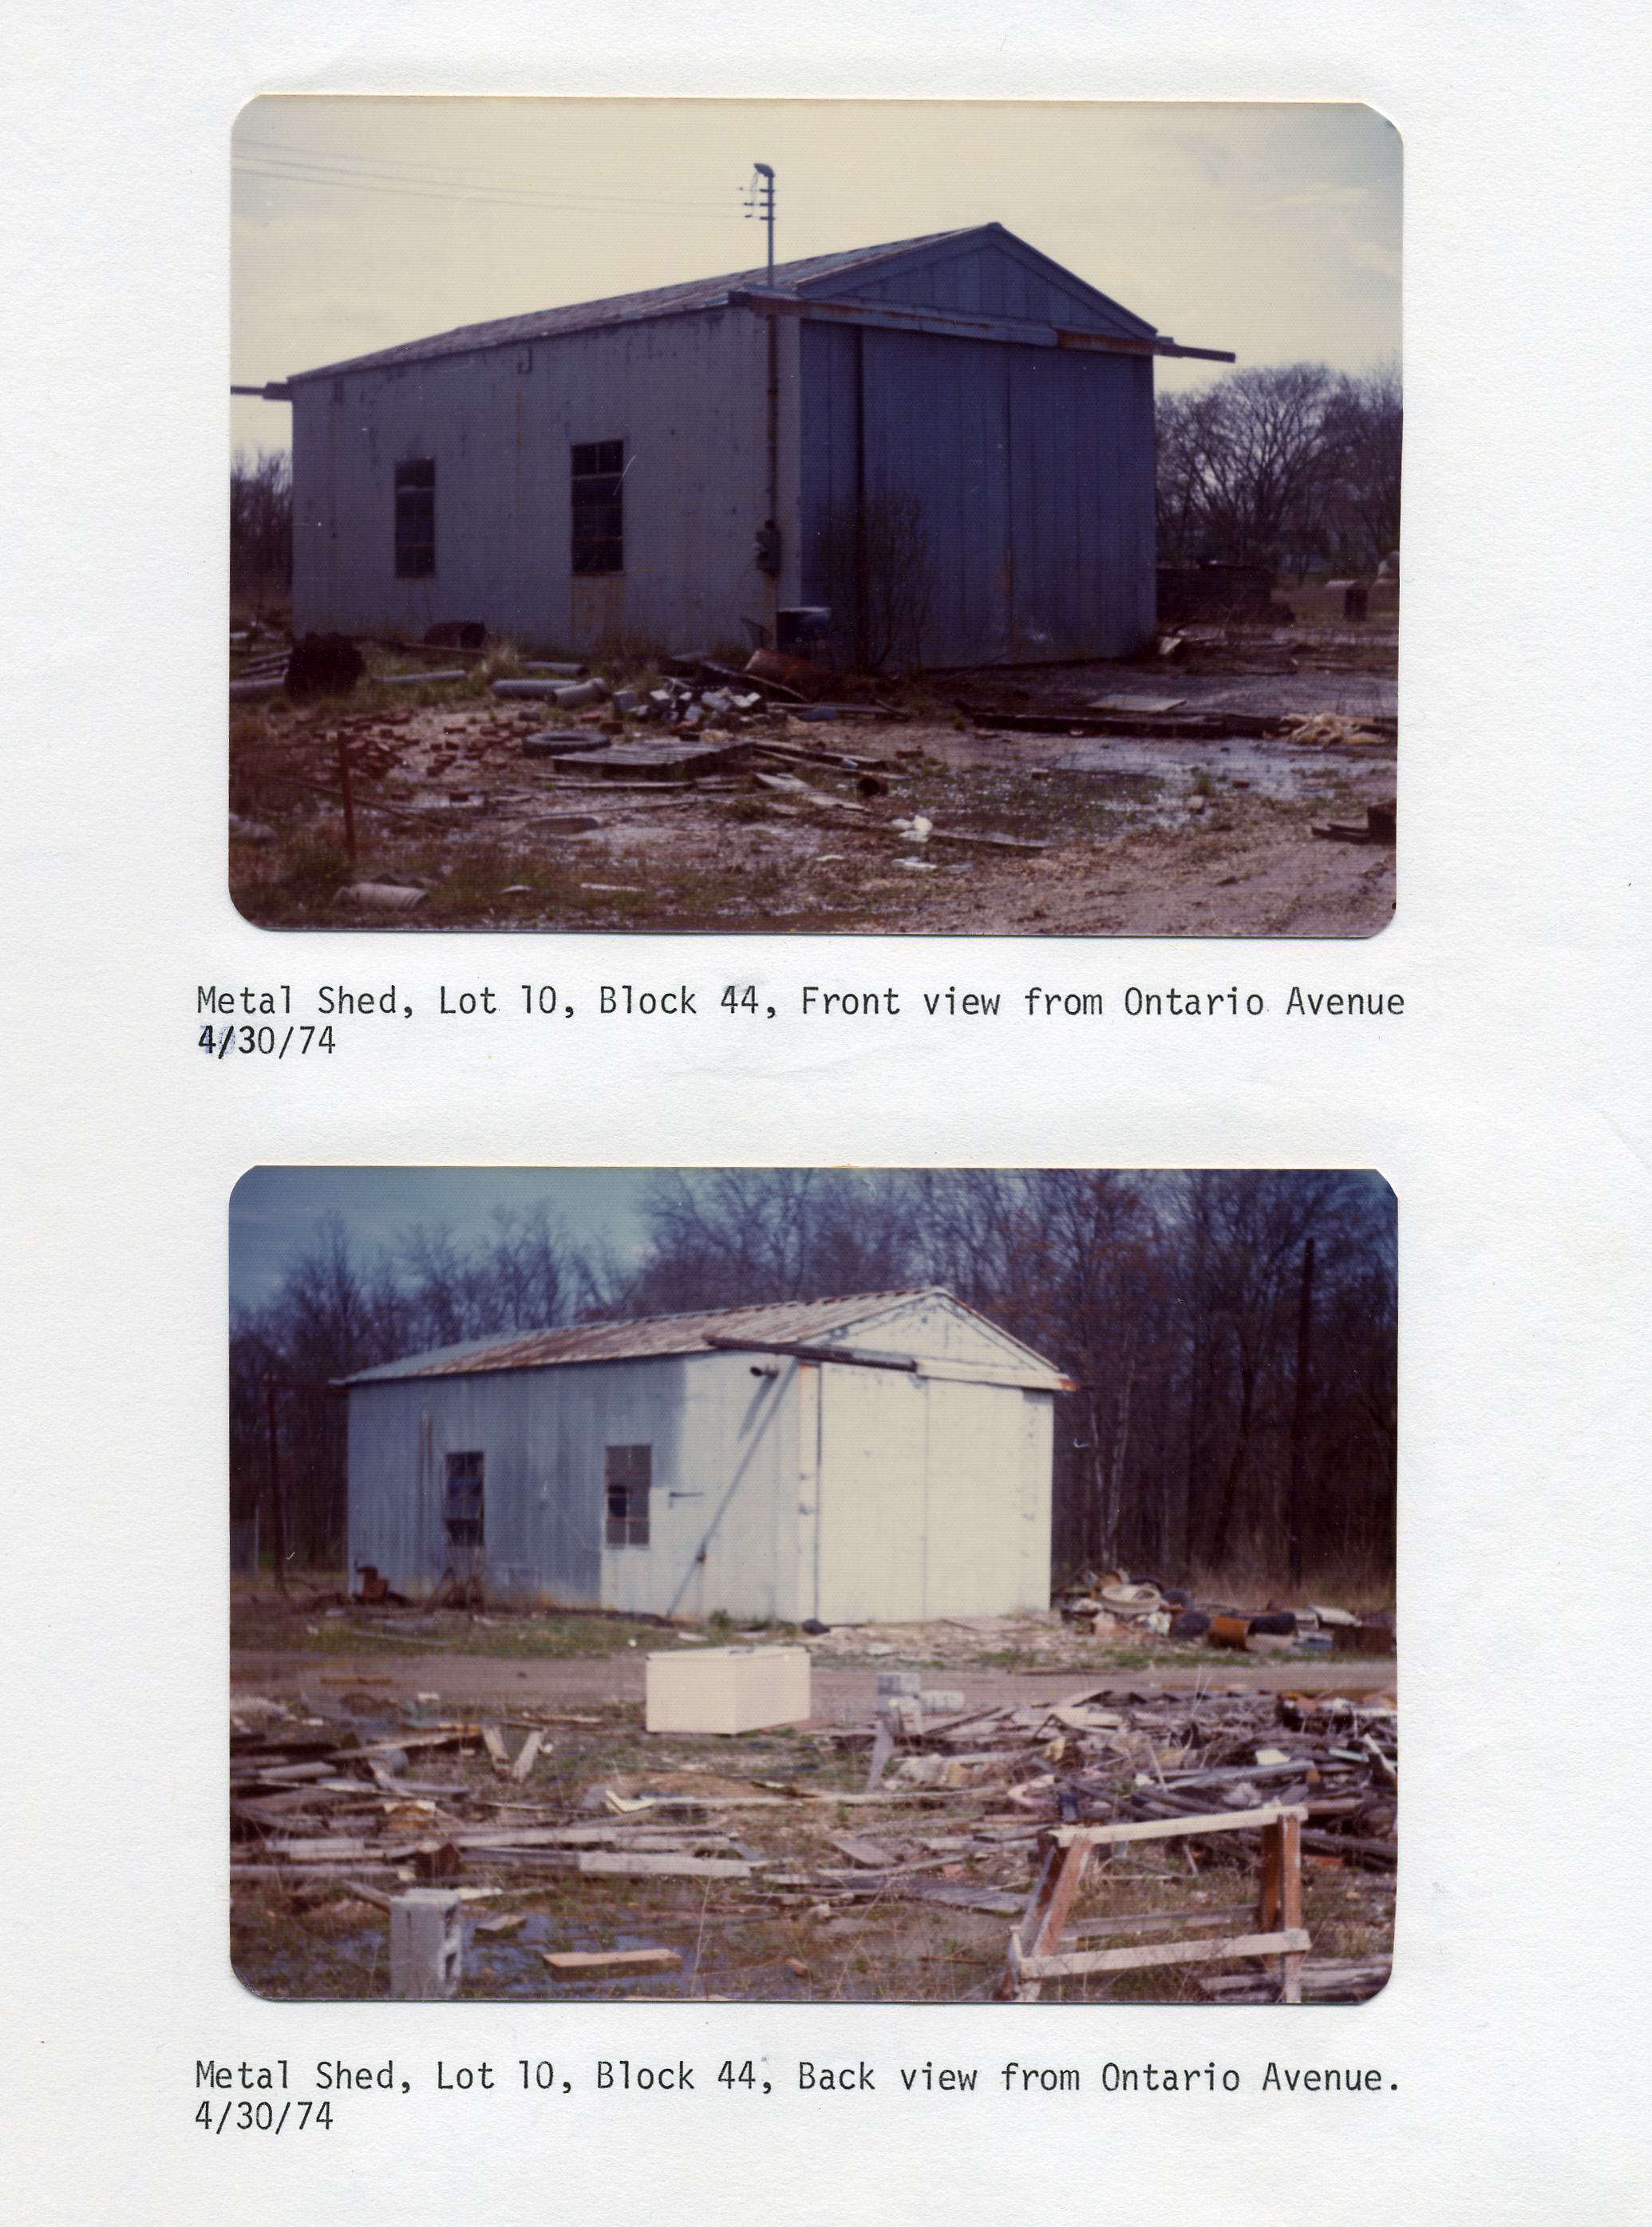 Metal Shed, Lot 10, Block 44, Front view from Ontario Avenue
4/30/74
Metal Shed, Lot 10, Block 44, Back view from Ontario Avenue.
4/30/74